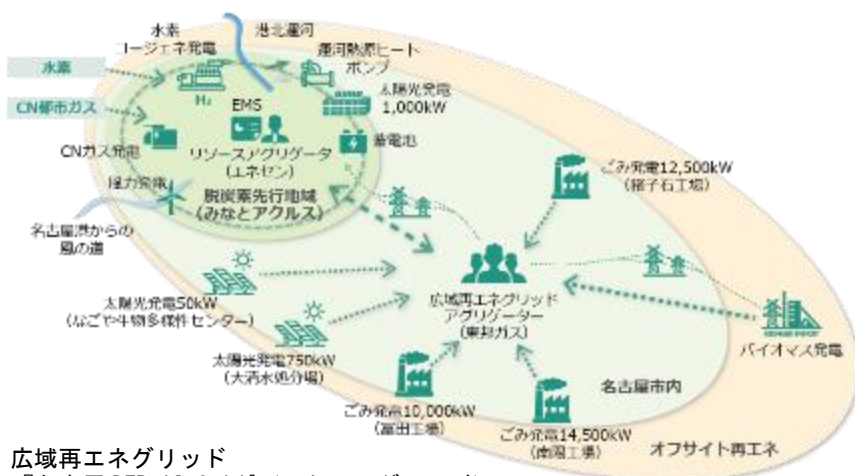 水素
コージェネ発電
港北運河
運河熱源ヒート
ポンプ
水素
H₂
太陽光発電
1,000kW
CN都市ガス
EMS
蓄電池
CNガス発電
リソースアグリゲータ
(エネセン)
ごみ発電12,500kW
(猪子石工場)
風力発電
脱炭素先行地域
(みなとアクルス)
名古屋港からの
風の道
広域再エネグリッド
アグリゲーター
(東邦ガス)
太陽光発電50kW
(なごや生物多様性センター)
バイオマス発電
太陽光発電750kW
(大清水処分場)
名古屋市内
ごみ発電10,000kW
(富田工場)
ごみ発電14,500kW
(南陽工場)
オフサイト再エネ
広域再エネグリッド